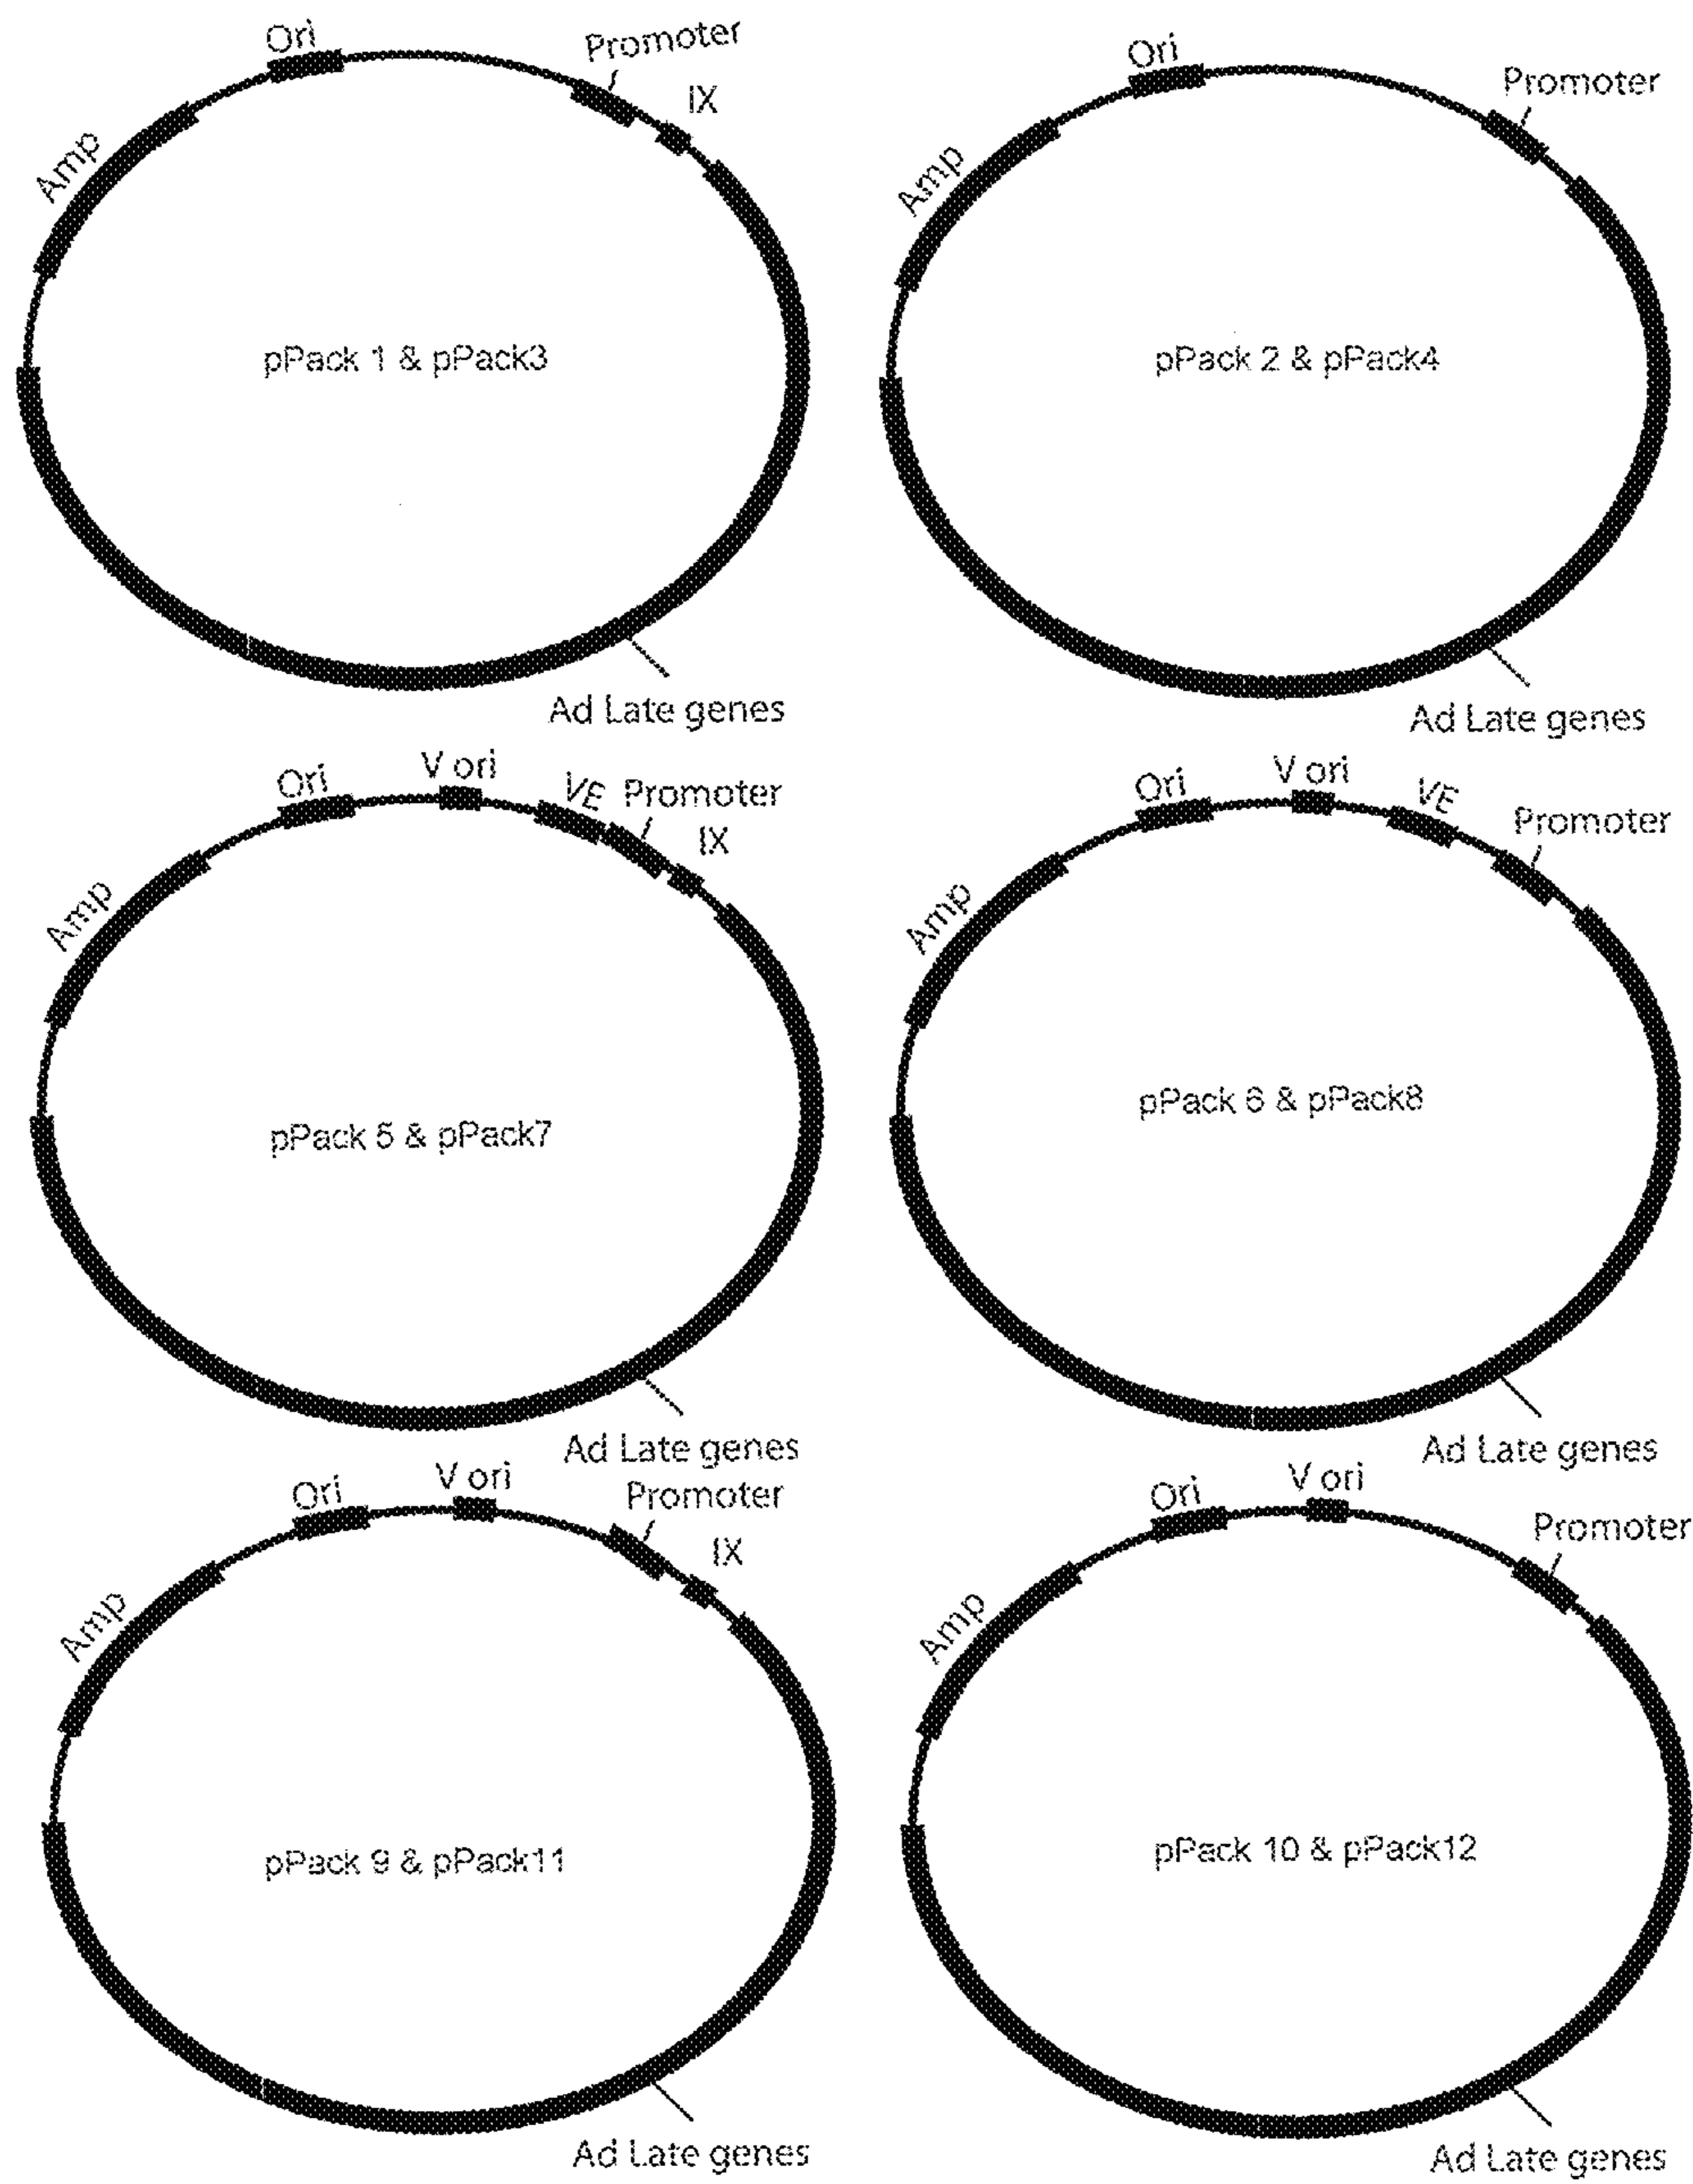 Ori
Promoter
IX
Amp
pPack 1 & pPack3
Ad Late genes
Ori
Promoter
Amp
pPack 2 & pPack4
Ad Late genes
Ori
V ori
VE
Promoter
IX
Amp
pPack 5 & pPack7
Ad Late genes
Ori
V ori
VE
Promoter
Amp
pPack 6 & pPack8
Ad Late genes
Ori
V ori
Promoter
IX
Amp
pPack 9 & pPack11
Ad Late genes
Ori
V ori
Promoter
Amp
pPack 10 & pPack12
Ad Late genes